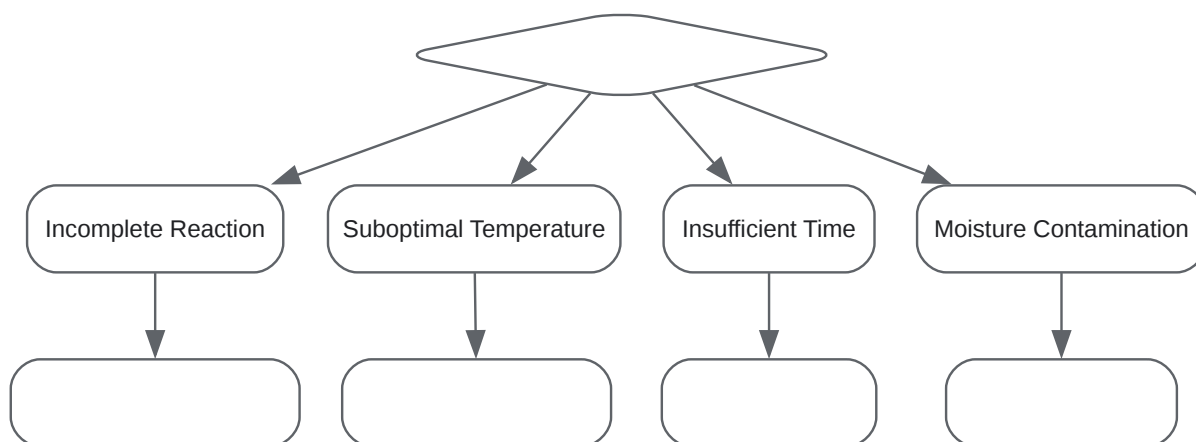 Incomplete Reaction
Suboptimal Temperature
Insufficient Time
Moisture Contamination